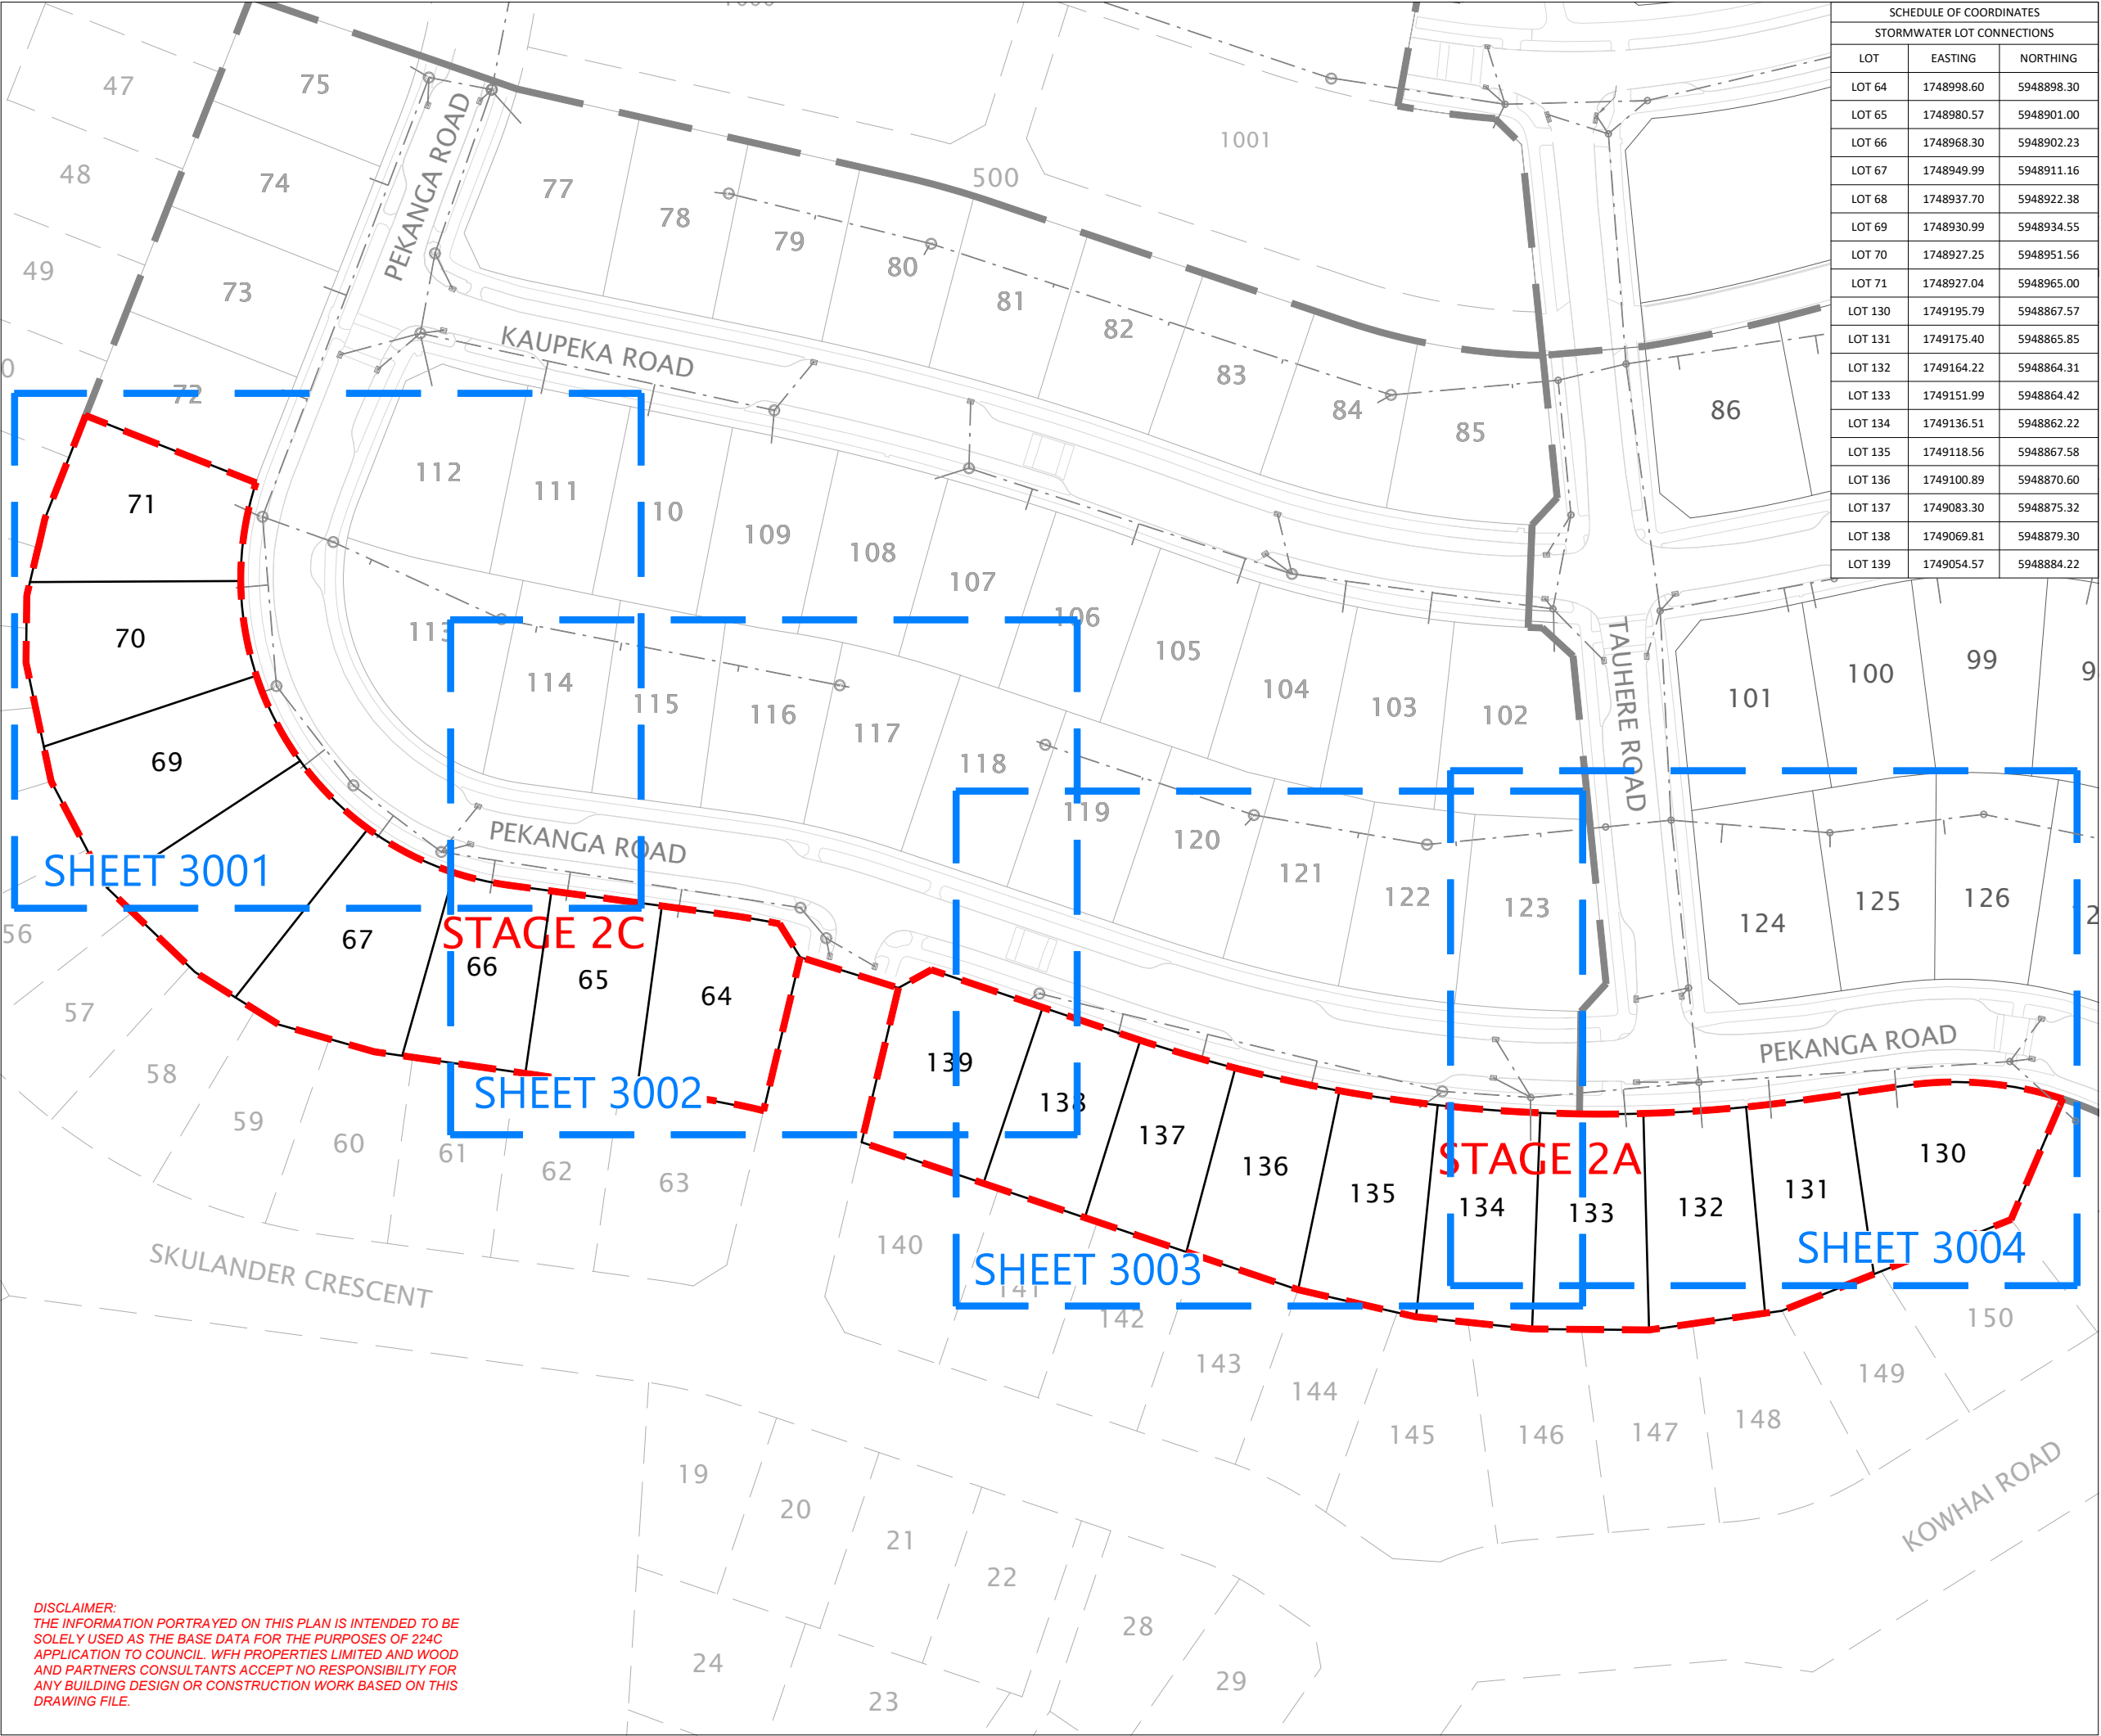 SCHEDULE OF COORDINATES
STORMWATER LOT CONNECTIONS
LOT EASTING NORTHING
LOT 64 1748998.60 5948898.30
LOT 65 1748980.57 5948901.00
LOT 66 1748968.30 5948902.23
LOT 67 1748949.99 5948911.16
LOT 68 1748937.70 5948922.38
LOT 69 1748930.99 5948934.55
LOT 70 1748927.25 5948951.56
LOT 71 1748927.04 5948965.00
LOT 130 1749195.79 5948867.57
LOT 131 1749175.40 5948865.85
LOT 132 1749164.22 5948864.31
LOT 133 1749151.99 5948864.42
LOT 134 1749136.51 5948862.22
LOT 135 1749118.56 5948867.58
LOT 136 1749100.89 5948870.60
LOT 137 1749083.30 5948875.32
LOT 138 1749069.81 5948879.30
LOT 139 1749054.57 5948884.22
47
75
48
74
49
73
72
PEKANGA ROAD
77
78
79
80
81
82
83
84
85
86
500
1001
KAUPEKA ROAD
112
111
10
109
108
107
106
105
104
103
102
101
100
99
9
TAUHERE ROAD
71
70
69
113
114
115
116
117
118
119
120
121
122
123
124
125
126
12
SHEET 3001
PEKANGA ROAD
STAGE 2C
67
66
65
64
SHEET 3002
PEKANGA ROAD
139
138
137
136
135
134
133
132
131
130
STAGE 2A
SHEET 3003
SHEET 3004
56
57
58
59
60
61
62
63
SKULANDER CRESCENT
140
141
142
143
144
145
146
147
148
149
150
KOWHAI ROAD
19
20
21
22
28
24
23
29
DISCLAIMER:
THE INFORMATION PORTRAYED ON THIS PLAN IS INTENDED TO BE
SOLELY USED AS THE BASE DATA FOR THE PURPOSES OF 224C
APPLICATION TO COUNCIL. WFH PROPERTIES LIMITED AND WOOD
AND PARTNERS CONSULTANTS ACCEPT NO RESPONSIBILITY FOR
ANY BUILDING DESIGN OR CONSTRUCTION WORK BASED ON THIS
DRAWING FILE.